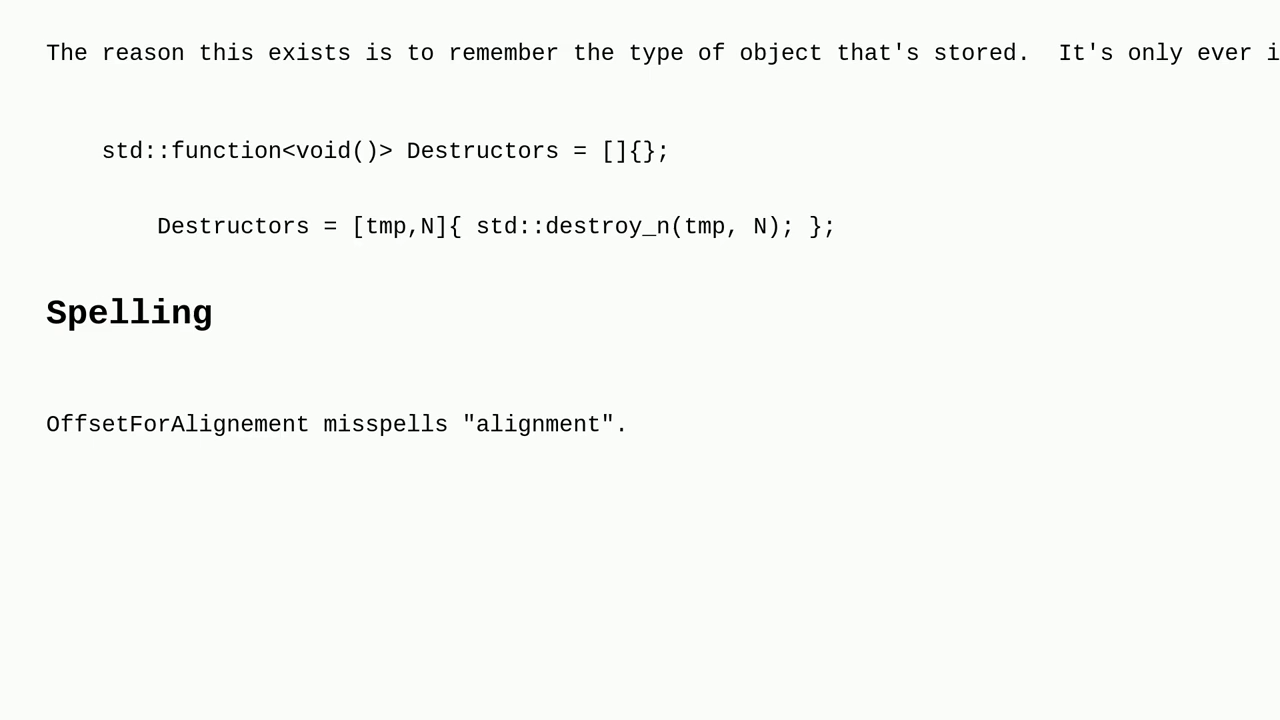 The reason this exists is to remember the type of object that's stored.  It's only ever
    std::function<void()> Destructors = []{};
        Destructors = [tmp,N]{ std::destroy_n(tmp, N); };
Spelling
OffsetForAlignement misspells "alignment".